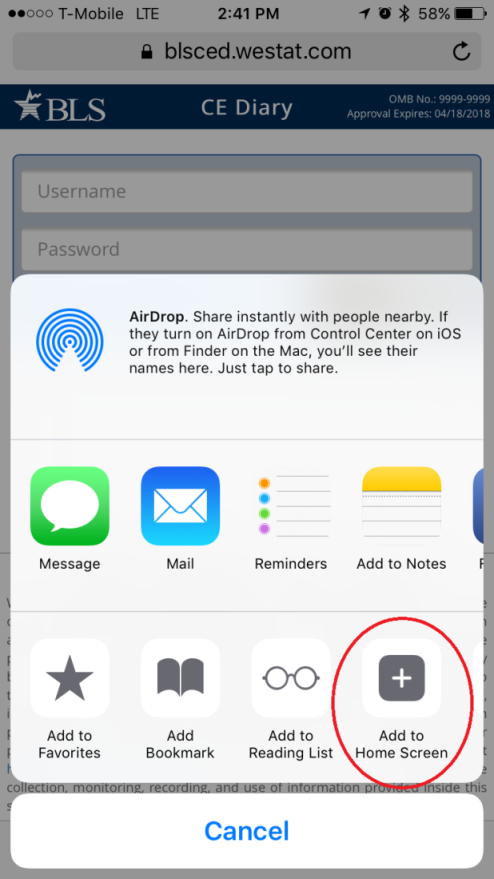 T-Mobile LTE 2:41 PM 58%
blsced.westat.com
BLS CE Diary OMB No.: 9999-9999
Approval Expires: 04/18/2018
Username
Password
AirDrop. Share instantly with people nearby. If
they turn on AirDrop from Control Center on iOS
or from Finder on the Mac, you'll see their
names here. Just tap to share.
Message Mail Reminders Add to Notes
Add to Favorites
Add Bookmark
Add to Reading List
Add to Home Screen
collection, monitoring, recording, and use of information provided inside this
Cancel